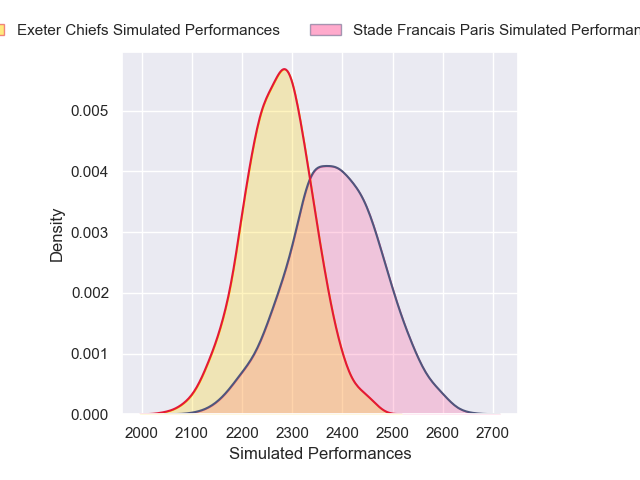 Exeter Chiefs Simulated Performances
Stade Francais Paris Simulated
0.005
0.004
0.003
0.002
0.001
0.000
Density
2000 2100 2200 2300 2400 2500 2600 2700
Simulated Performances